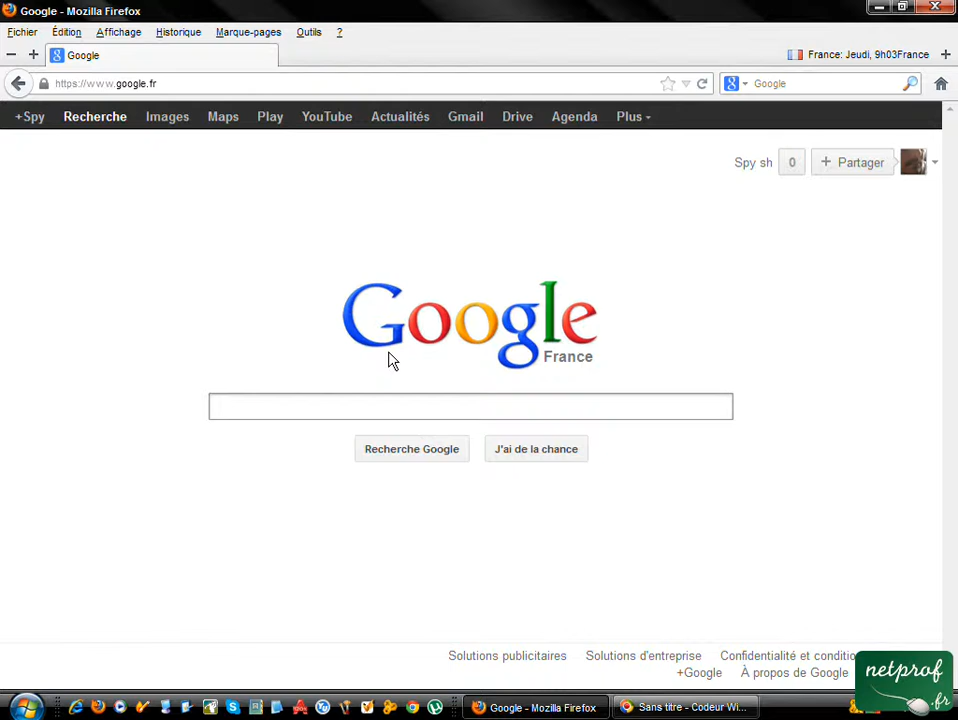 Google - Mozilla Firefox
Fichier Édition Affichage Historique Marque-pages Outils ?
Google
France: Jeudi, 9h03France
https://www.google.fr
Google
+Spy Recherche Images Maps Play YouTube Actualités Gmail Drive Agenda Plus
Spy sh 0 + Partager
Google
France
Recherche Google J'ai de la chance
Solutions publicitaires Solutions d'entreprise Confidentialité et conditio
+Google À propos de Google
netprof
.fr
Google - Mozilla Firefox Sans titre - Codeur Wi...